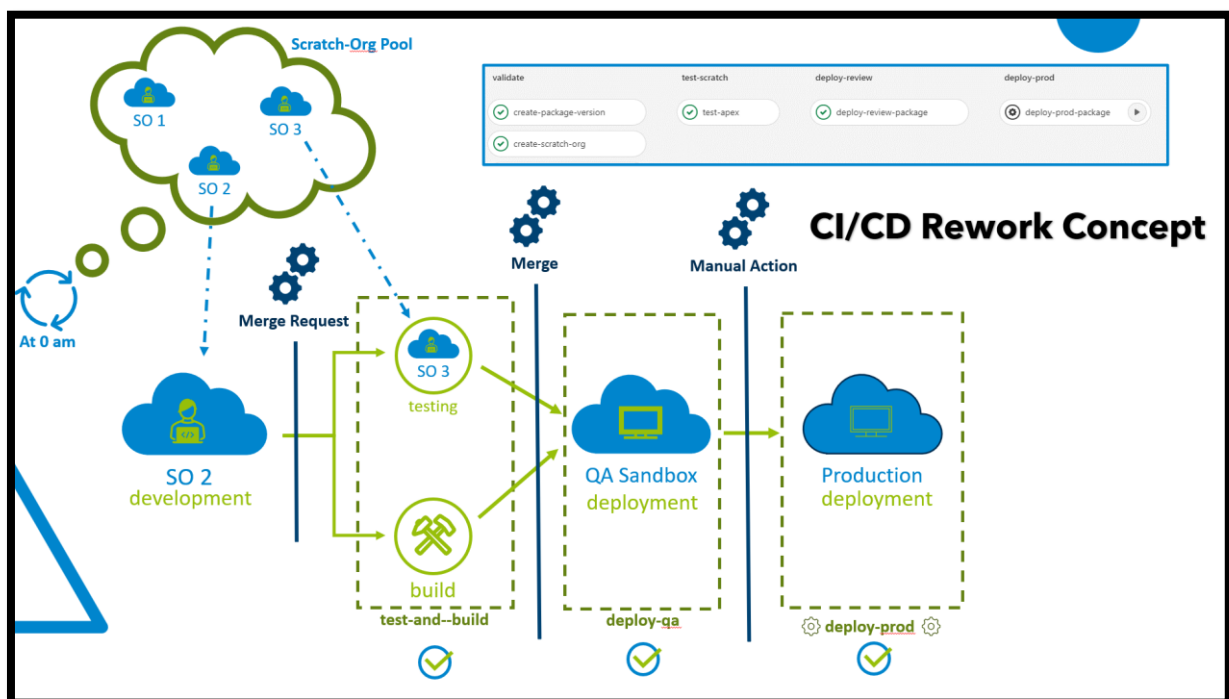 Scratch-Org Pool
SO 1
SO 3
SO 2
At 0 am
validate
test-scratch
deploy-review
deploy-prod
create-package-version
test-apex
deploy-review-package
deploy-prod-package
create-scratch-org
CI/CD Rework Concept
Merge Request
Merge
Manual Action
SO 2
development
SO 3
testing
build
test-and--build
QA Sandbox
deployment
deploy-qa
Production
deployment
deploy-prod